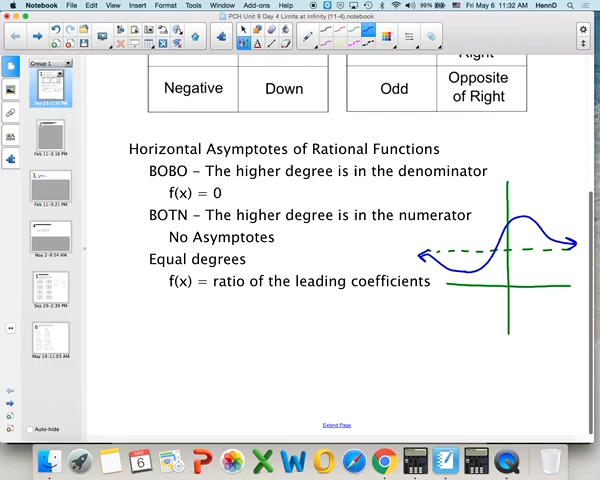 Notebook File Edit View Insert Format Tools Window Add-ons Help 99% Fri May 6 11:32 AM HennD
PCH Unit 9 Day 4 Limits at Infinity (11-4).notebook
Group 1
Right
Negative Down Odd Opposite
of Right
Horizontal Asymptotes of Rational Functions
BOBO – The higher degree is in the denominator
f(x) = 0
BOTN – The higher degree is in the numerator
No Asymptotes
Equal degrees
f(x) = ratio of the leading coefficients
Feb 11-3:16 PM
Feb 11-3:21 PM
May 2-9:54 AM
Sep 29-2:39 PM
May 19-11:03 AM
Auto-hide
Extend Page
MAY
6